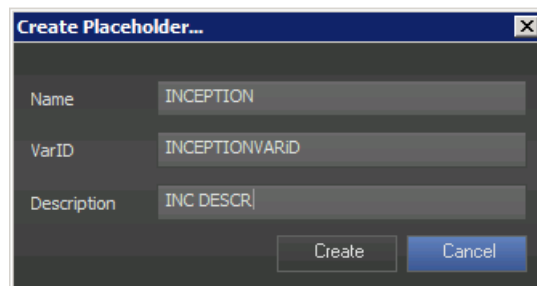 Create Placeholder...
Name INCEPTION
VarID INCEPTIONVARiD
Description INC DESCR
Create Cancel